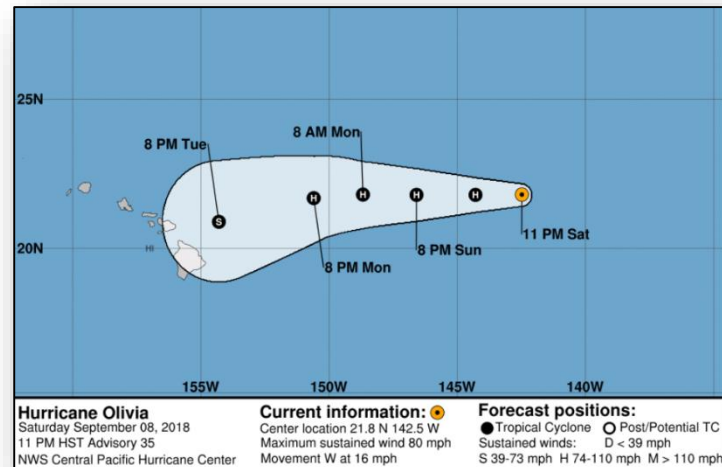 25N
8 AM Mon
8 PM Tue
H
H
H
H
S
11 PM Sat
20N
HI
8 PM Sun
8 PM Mon
155W
150W
145W
140W
Hurricane Olivia
Saturday September 08, 2018
11 PM HST Advisory 35
NWS Central Pacific Hurricane Center
Current information:
Center location 21.8 N 142.5 W
Maximum sustained wind 80 mph
Movement W at 16 mph
Forecast positions:
Tropical Cyclone Post/Potential TC
Sustained winds: D < 39 mph
S 39-73 mph H 74-110 mph M > 110 mph